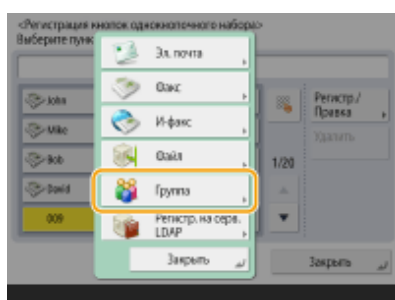 <Регистрация кнопок однокнопочного набора>
Выберите пунк
Эл. почта
John
Факс
Регистр./
Правка
Mike
И-факс
Удалить
Bob
Файл
1/20
David
Группа
009
Регистр. на серв.
LDAP
Закрыть
Закрыть